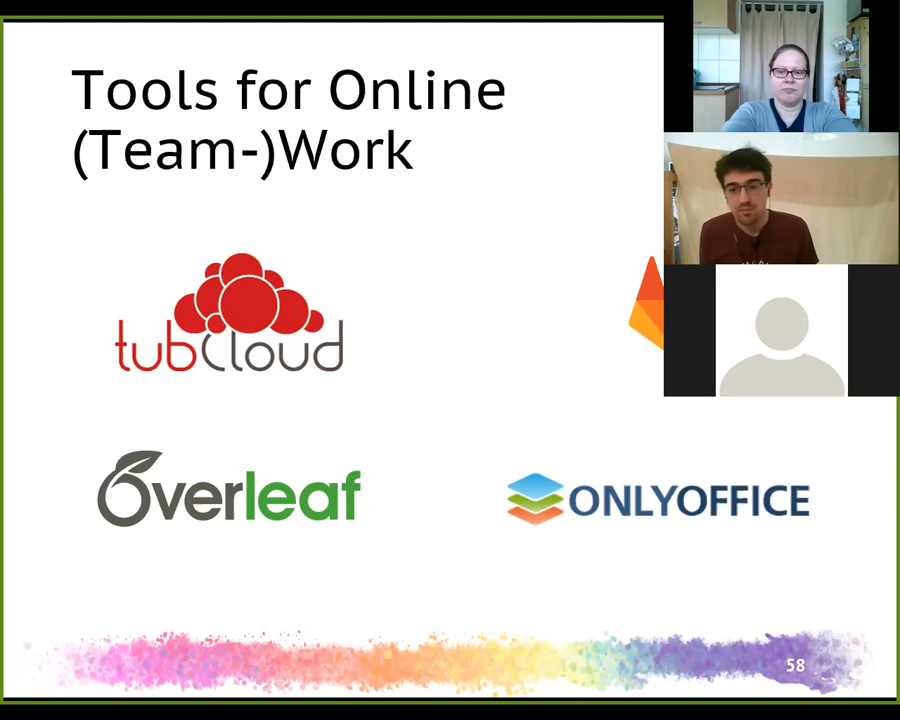 Tools for Online
(Team-)Work
tubCloud
Overleaf
ONLYOFFICE
58